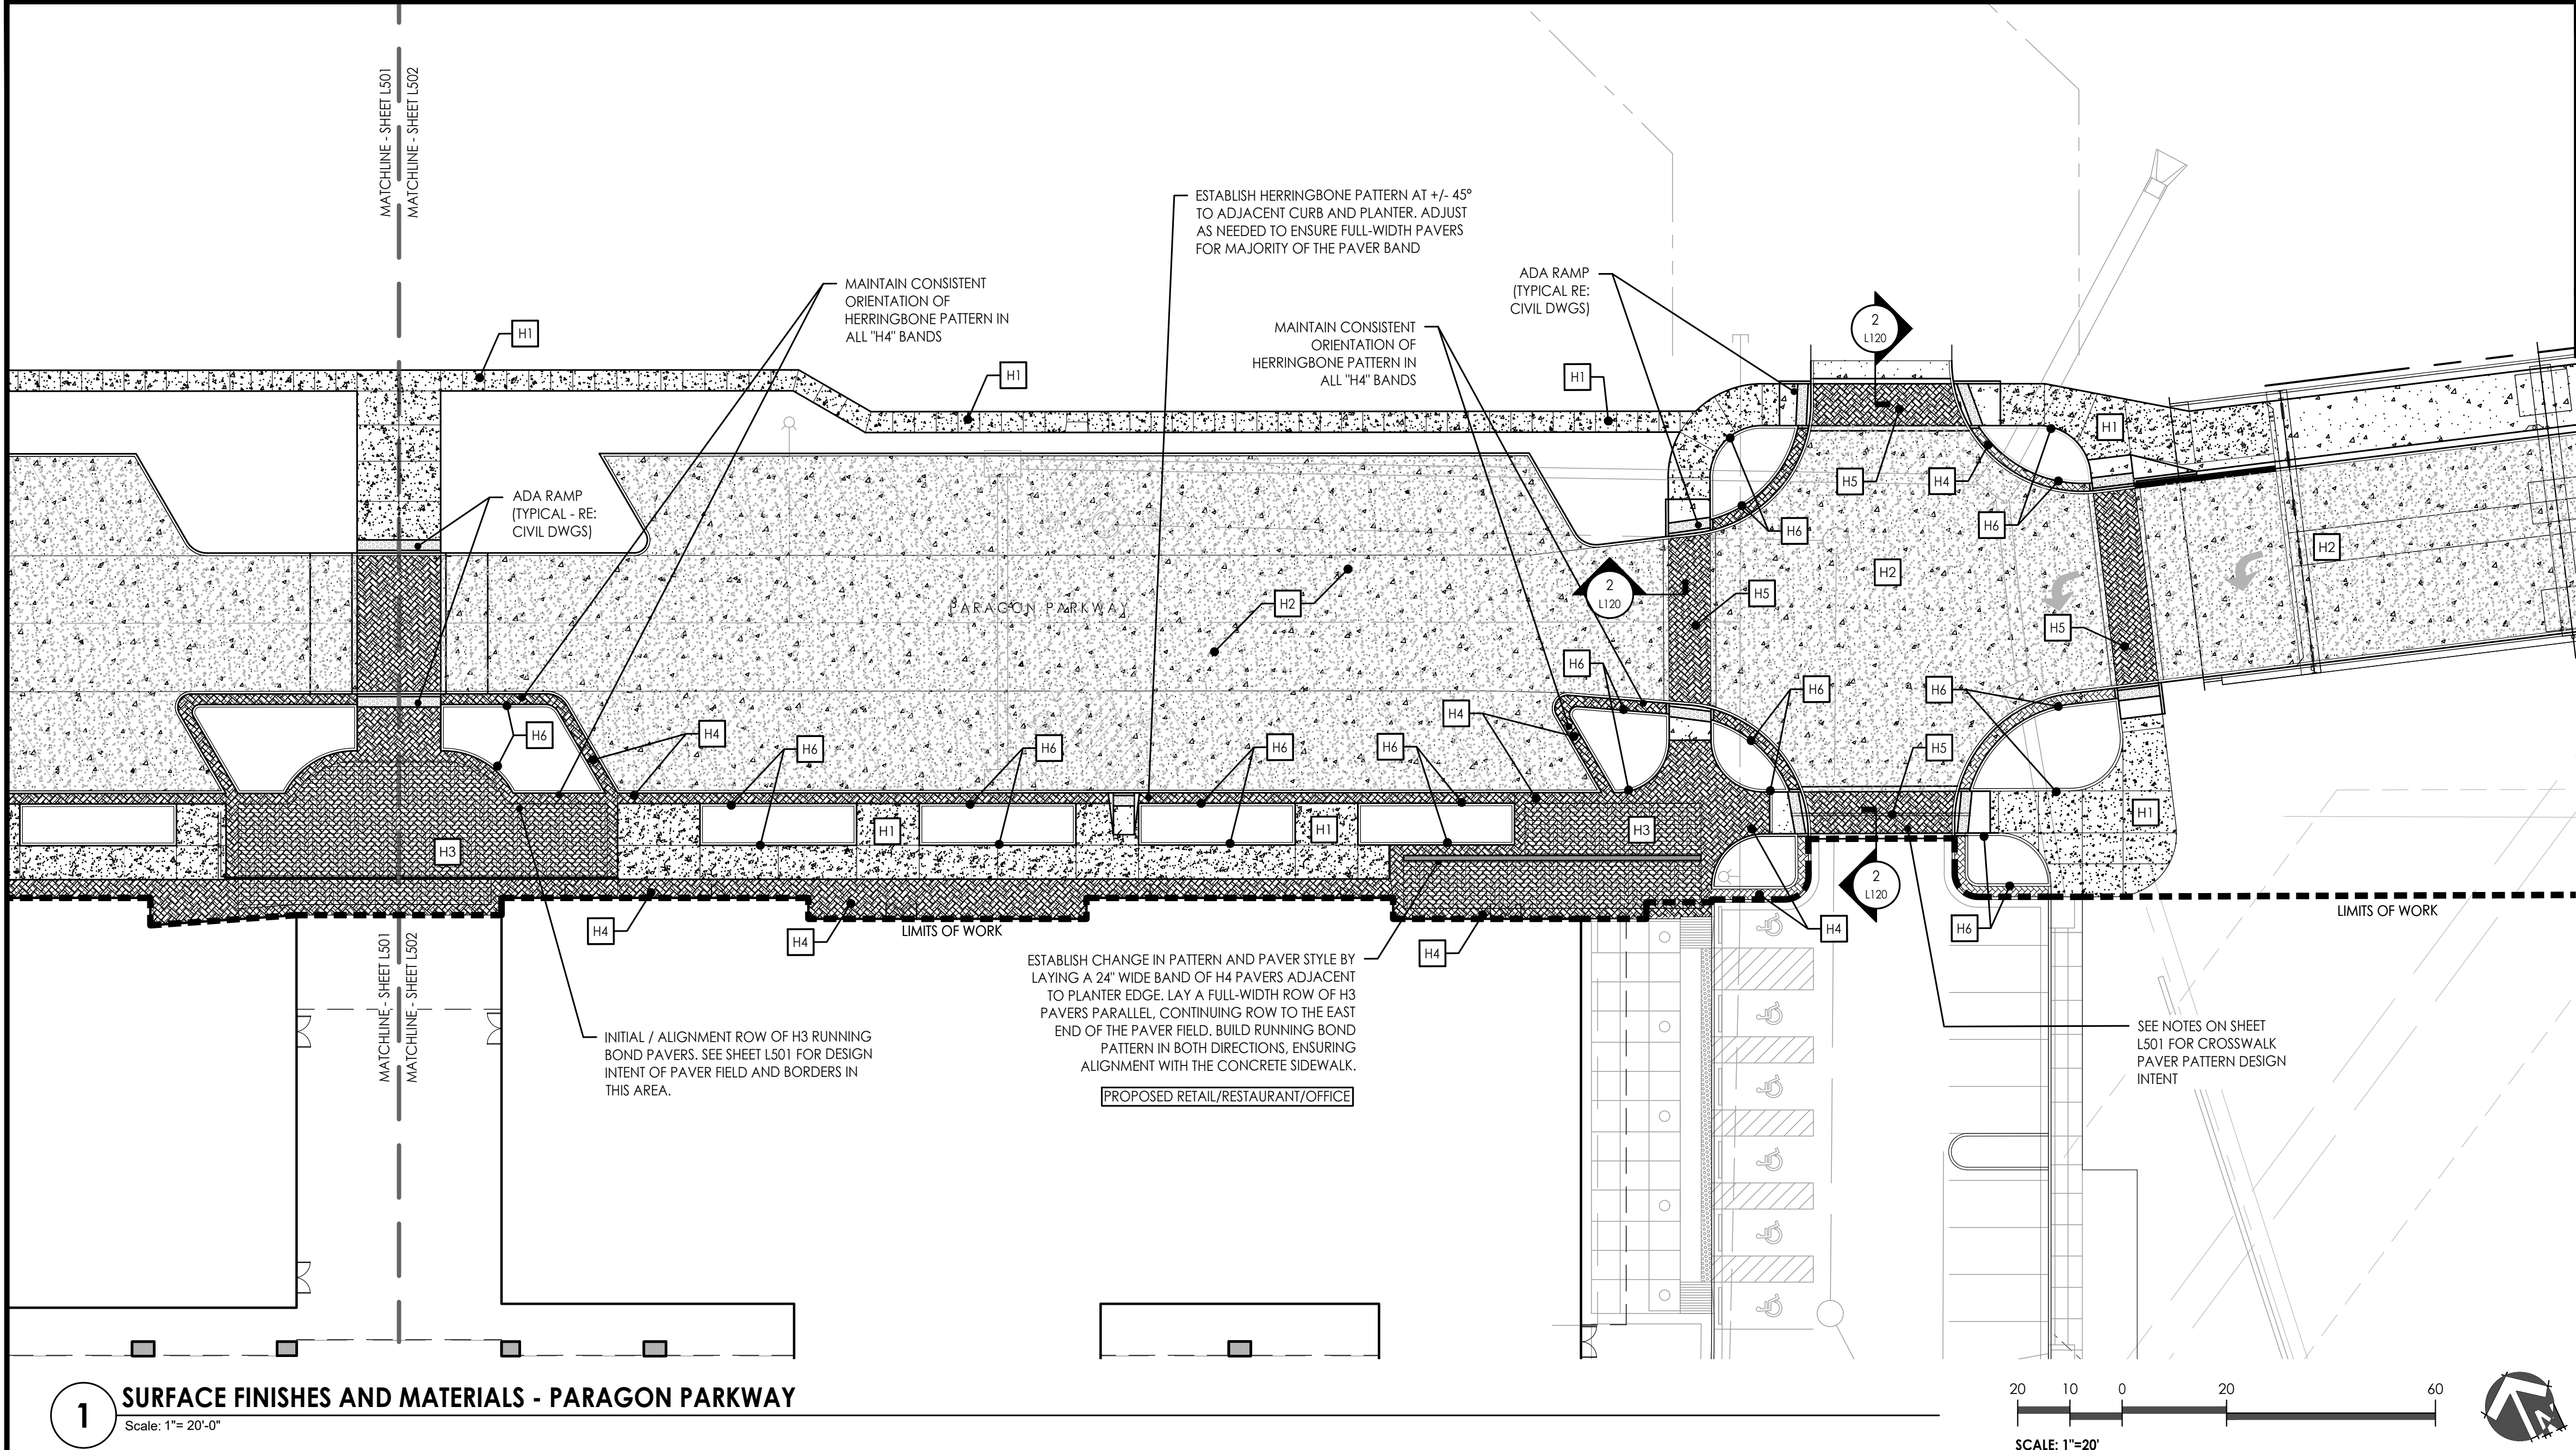 MATCHLINE - SHEET L501
MATCHLINE - SHEET L502
ESTABLISH HERRINGBONE PATTERN AT +/- 45°
TO ADJACENT CURB AND PLANTER. ADJUST
AS NEEDED TO ENSURE FULL-WIDTH PAVERS
FOR MAJORITY OF THE PAVER BAND
MAINTAIN CONSISTENT
ORIENTATION OF
HERRINGBONE PATTERN IN
ALL "H4" BANDS
ADA RAMP
(TYPICAL RE:
CIVIL DWGS)
MAINTAIN CONSISTENT
ORIENTATION OF
HERRINGBONE PATTERN IN
ALL "H4" BANDS
2
L120
H1
H1
H1
H1
H5
H4
ADA RAMP
(TYPICAL - RE:
CIVIL DWGS)
H6
H6
H2
H2
2
L120
H5
PARAGON PARKWAY
H2
H5
H6
H6
H6
H4
H6
H4
H6
H6
H6
H6
H5
H1
H1
H3
H1
H3
2
L120
H4
H4
H4
H4
H6
LIMITS OF WORK
LIMITS OF WORK
MATCHLINE - SHEET L501
MATCHLINE - SHEET L502
ESTABLISH CHANGE IN PATTERN AND PAVER STYLE BY
LAYING A 24" WIDE BAND OF H4 PAVERS ADJACENT
TO PLANTER EDGE. LAY A FULL-WIDTH ROW OF H3
PAVERS PARALLEL, CONTINUING ROW TO THE EAST
END OF THE PAVER FIELD. BUILD RUNNING BOND
PATTERN IN BOTH DIRECTIONS, ENSURING
ALIGNMENT WITH THE CONCRETE SIDEWALK.
PROPOSED RETAIL/RESTAURANT/OFFICE
INITIAL / ALIGNMENT ROW OF H3 RUNNING
BOND PAVERS. SEE SHEET L501 FOR DESIGN
INTENT OF PAVER FIELD AND BORDERS IN
THIS AREA.
SEE NOTES ON SHEET
L501 FOR CROSSWALK
PAVER PATTERN DESIGN
INTENT
1
SURFACE FINISHES AND MATERIALS - PARAGON PARKWAY
Scale: 1"= 20'-0"
20 10 0 20 60
SCALE: 1"=20'
N